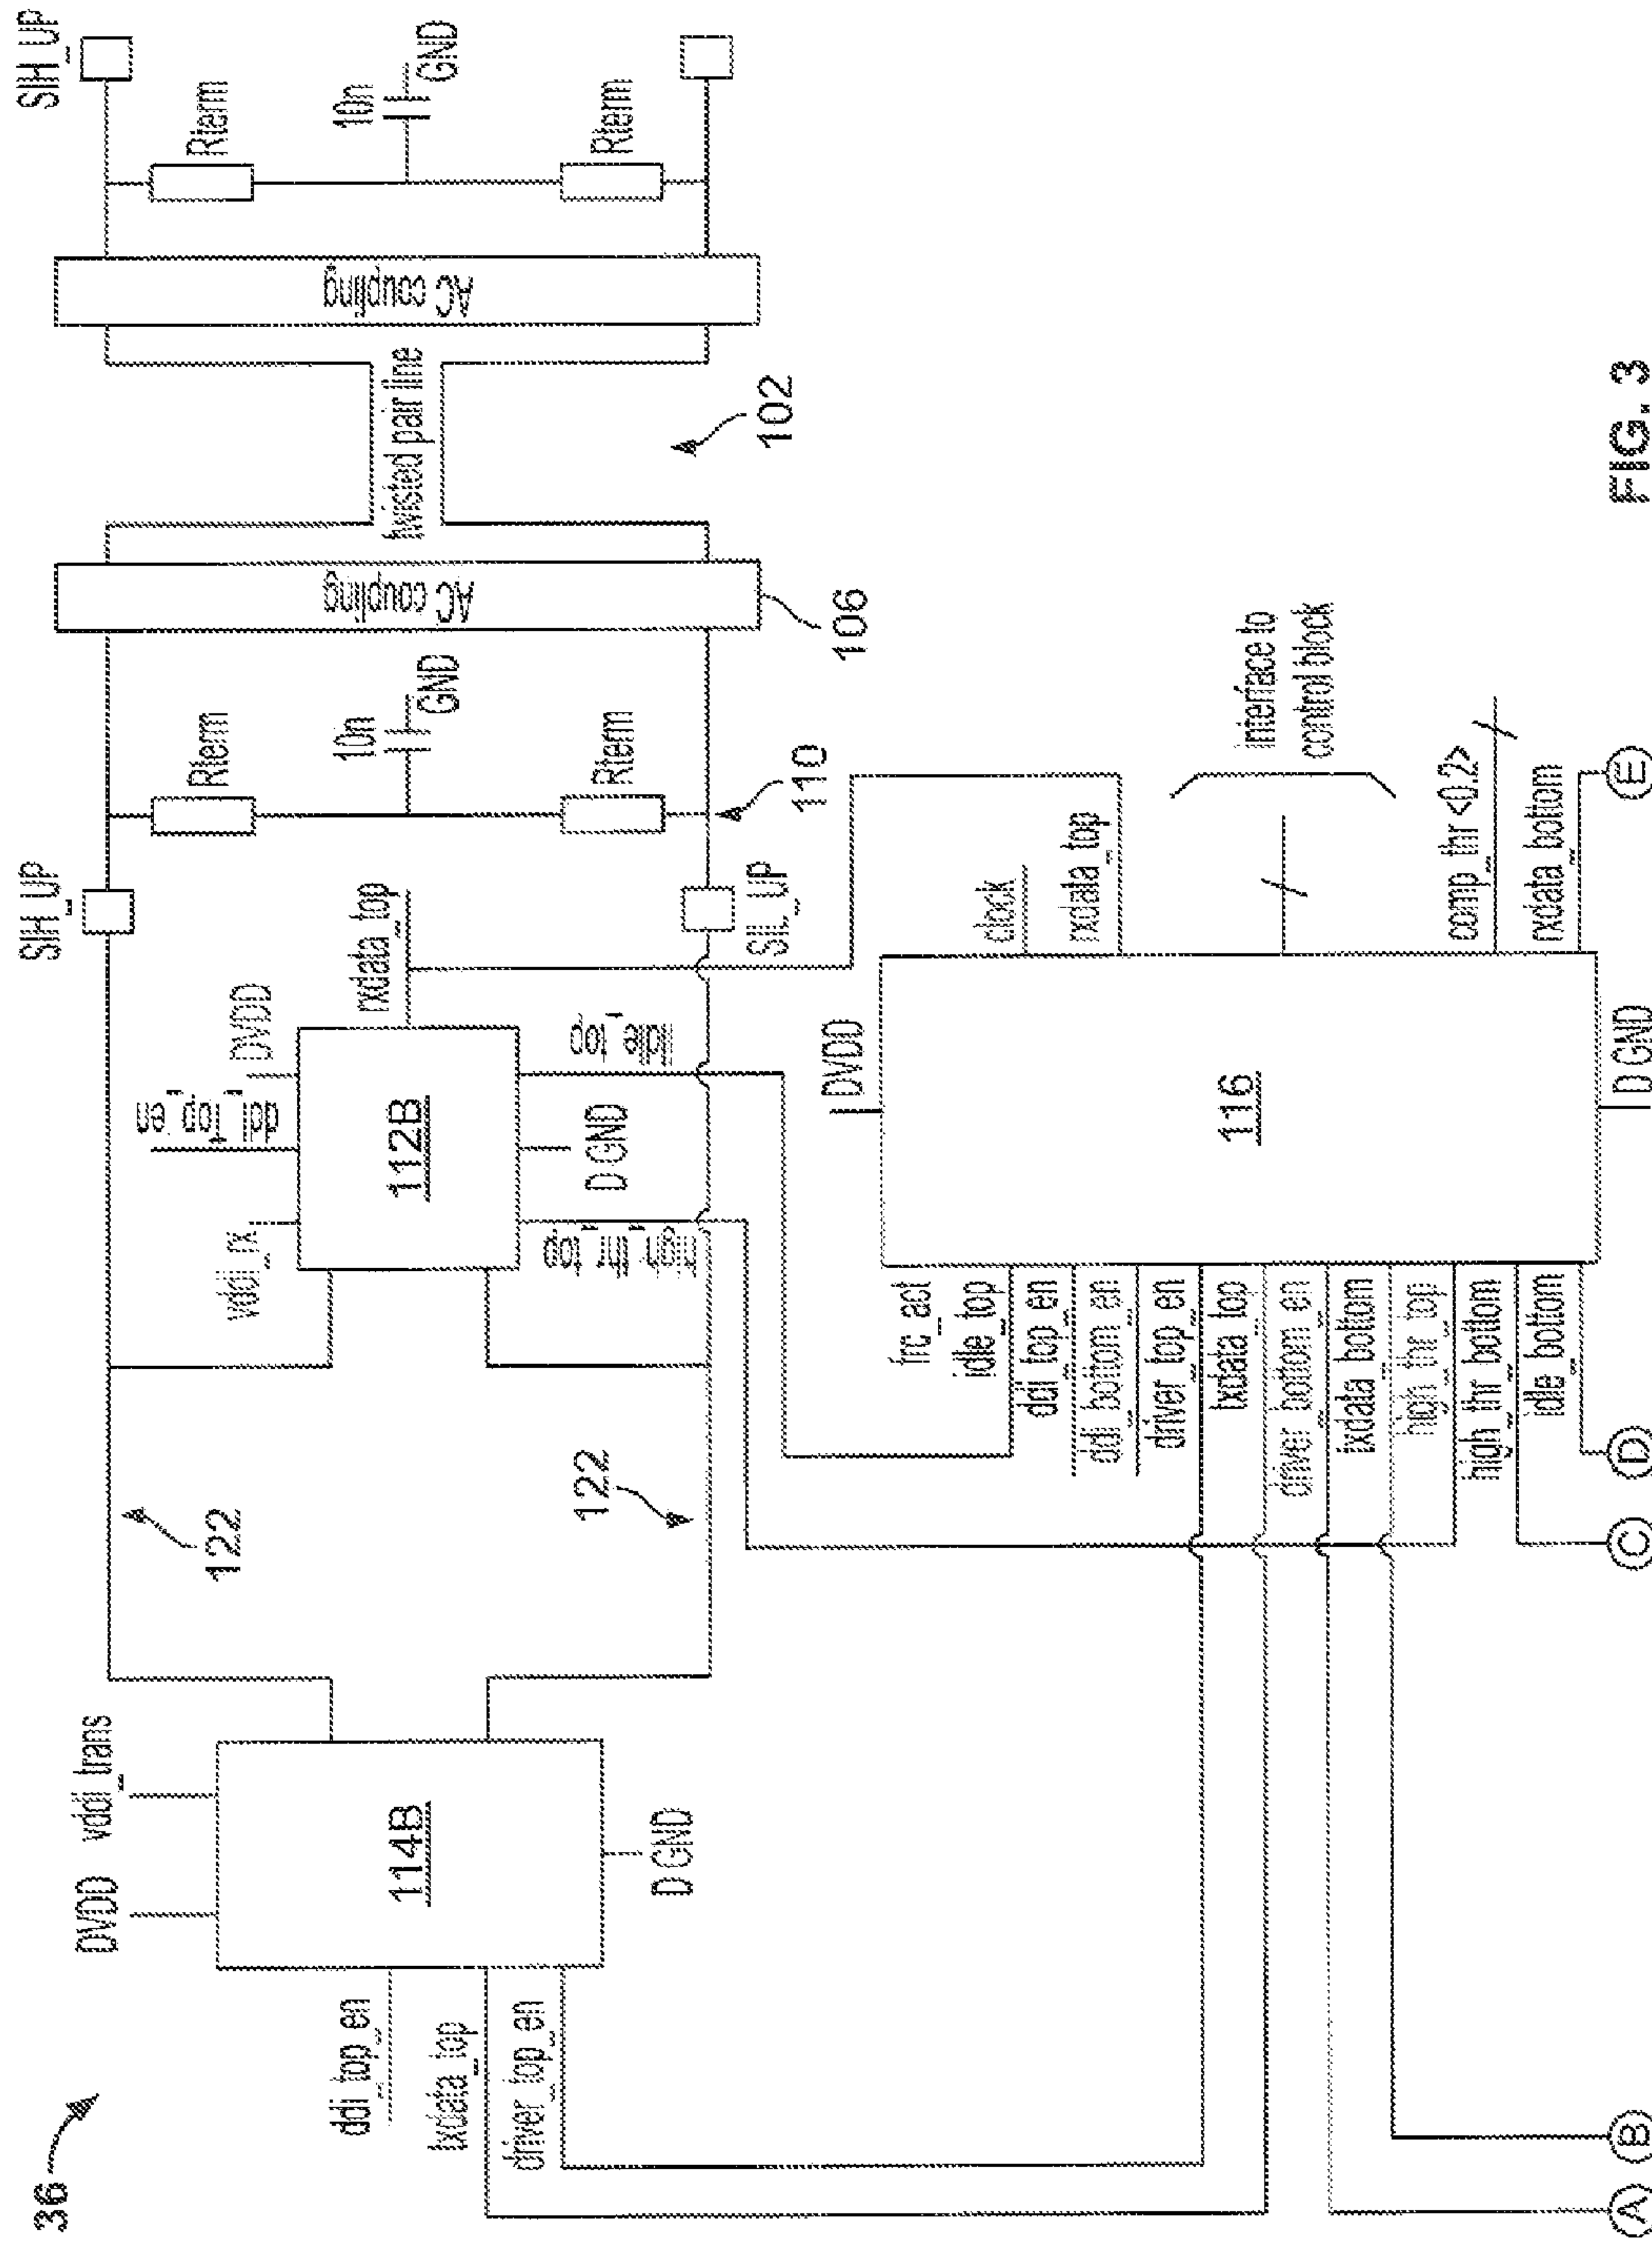 36
DVDD
vddi_trans
114B
D GND
ddi_top_en
txdata_top
driver_top_en
122
122
vddi_rx
ddi_Top_en
DVDD
112B
rxdata_top
high_thr_top
D GND
SIH_UP
SIL_UP
Rterm
10n
GND
Rterm
110
AC coupling
106
twisted pair line
102
AC coupling
SIH_UP
Rterm
10n
GND
Rterm
DVDD
116
D GND
frc_act
idle_top
ddi_top_en
ddi_bottom_en
driver_top_en
txdata_top
driver_bottom_en
txdata_bottom
high_thr_top
high_thr_bottom
idle_bottom
clock
rxdata_top
interface to
control block
comp_thr <0.2>
rxdata_bottom
A
B
C
D
E
FIG. 3